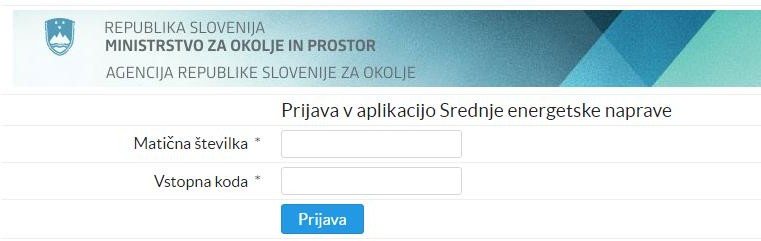 REPUBLIKA SLOVENIJA
MINISTRSTVO ZA OKOLJE IN PROSTOR
AGENCIJA REPUBLIKE SLOVENIJE ZA OKOLJE
Prijava v aplikacijo Srednje energetske naprave
Matična številka *
Vstopna koda *
Prijava